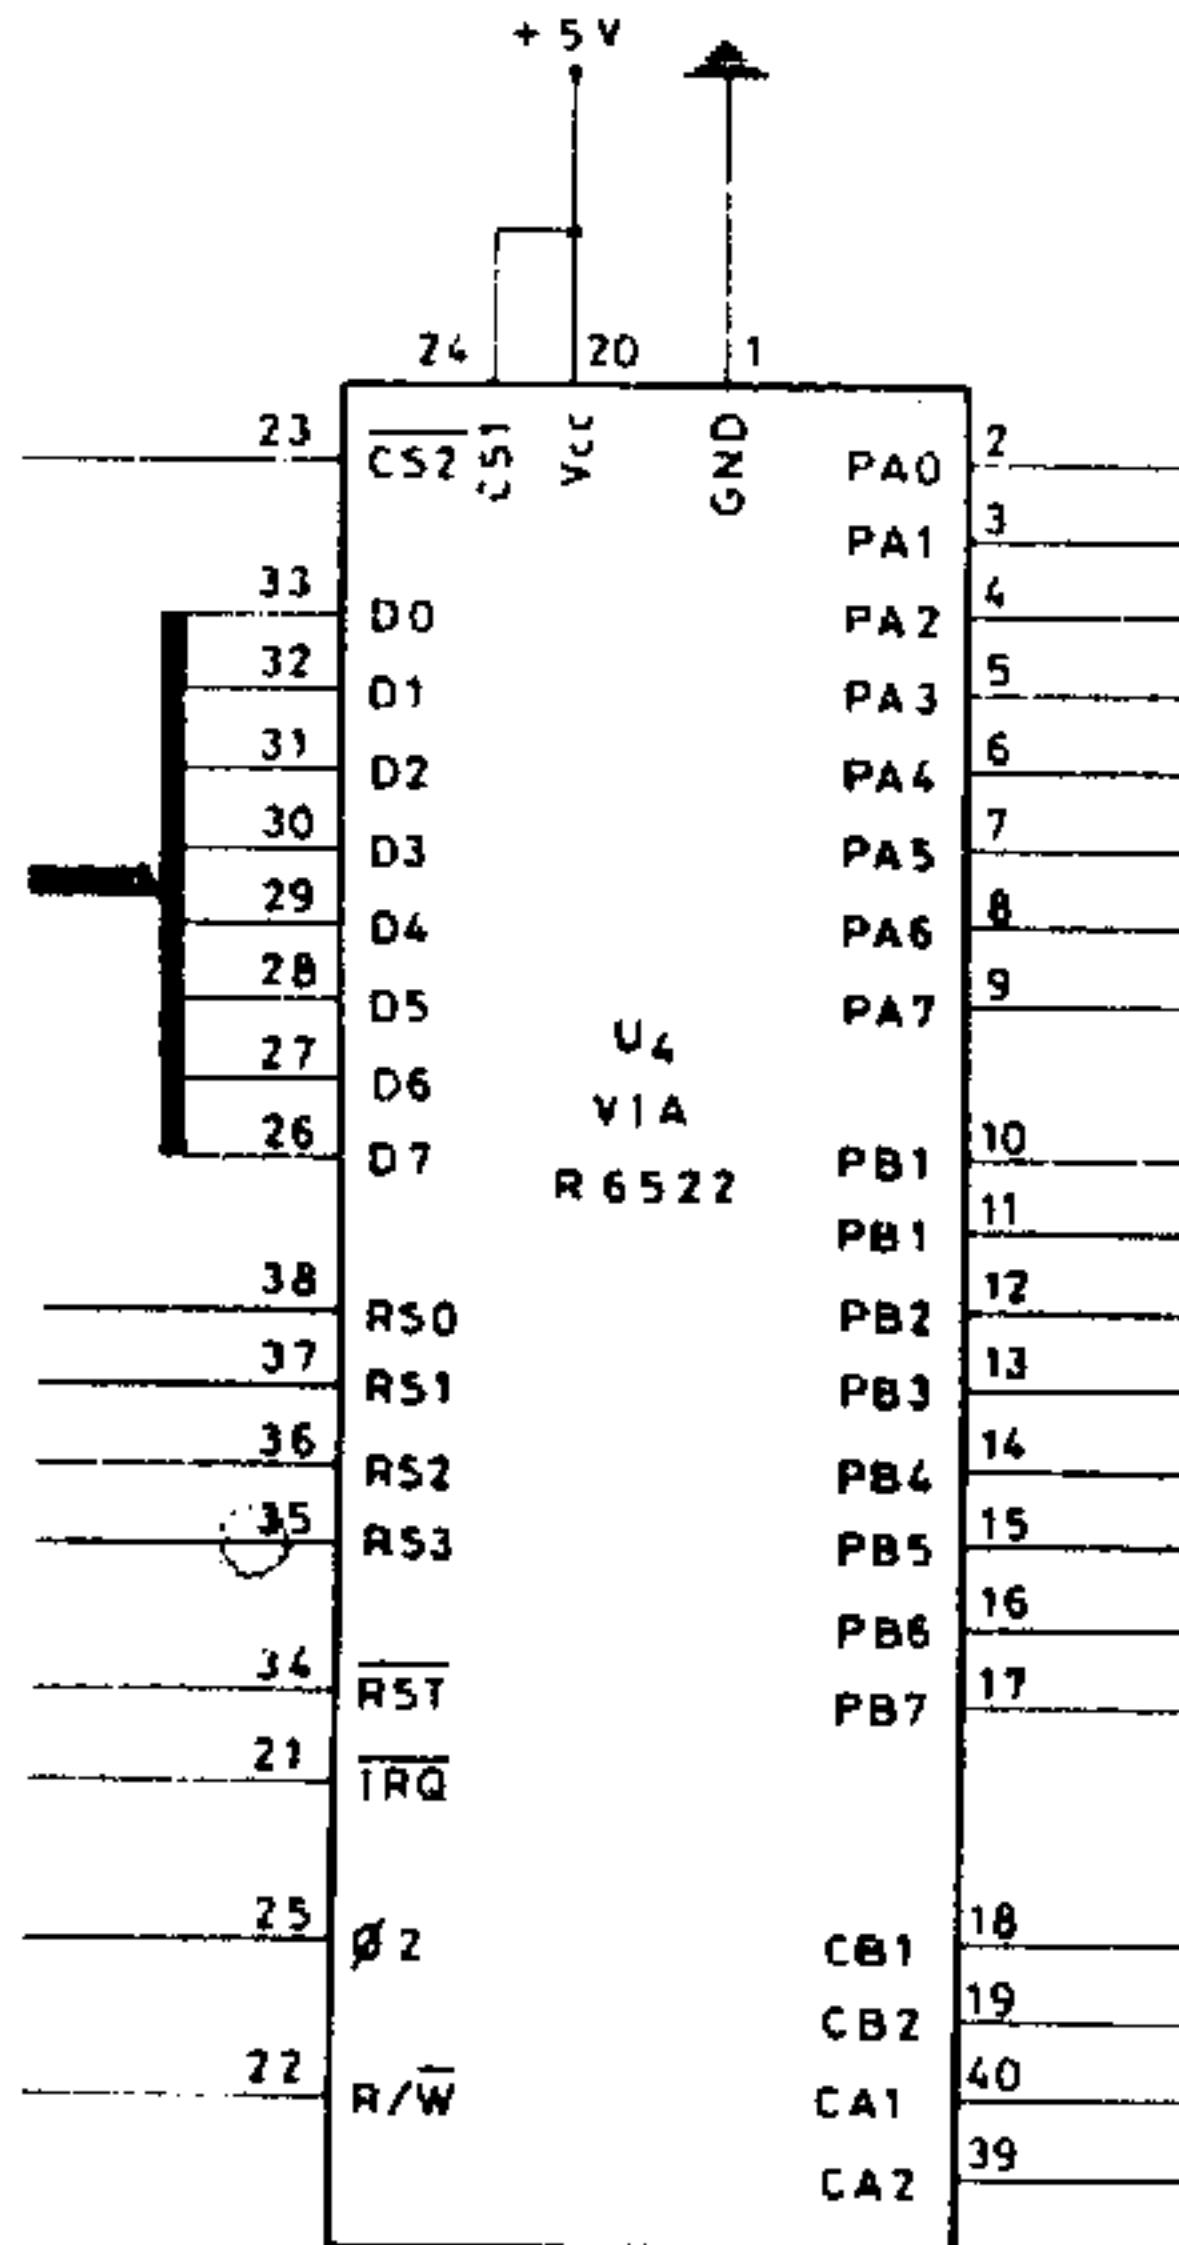 +5V
24 20 1
23 CS2 CS1 Vcc GND PA0 2
PA1 3
33 D0 PA2 4
32 D1 PA3 5
31 D2 PA4 6
30 D3 PA5 7
29 D4 PA6 8
28 D5 PA7 9
U4
27 D6
VIA
26 D7 PB1 10
R6522
PB1 11
38 RS0 PB2 12
37 RS1 PB3 13
36 RS2 PB4 14
35 RS3 PB5 15
PB6 16
34 RST PB7 17
21 IRQ
25 Ø2 CB1 18
CB2 19
22 R/W CA1 40
CA2 39